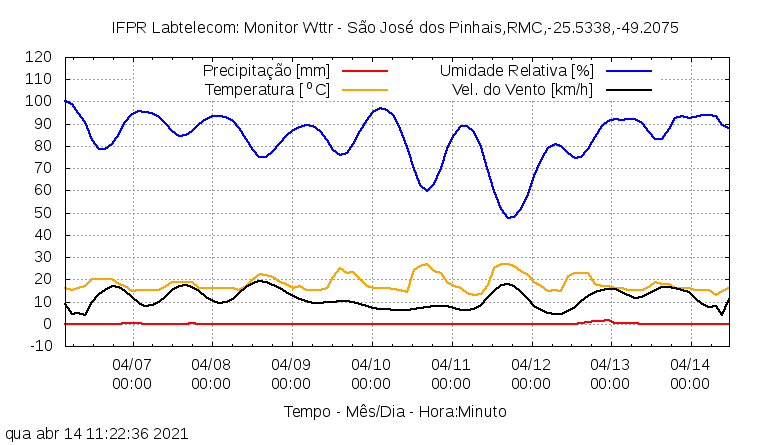 IFPR Labtelecom: Monitor Wttr - São José dos Pinhais,RMC,-25.5338,-49.2075
120
110
100
90
80
70
60
50
40
30
20
10
0
-10
Precipitação [mm] Umidade Relativa [%]
Temperatura [⁰C] Vel. do Vento [km/h]
04/07 04/08 04/09 04/10 04/11 04/12 04/13 04/14
00:00 00:00 00:00 00:00 00:00 00:00 00:00 00:00
Tempo - Mês/Dia - Hora:Minuto
qua abr 14 11:22:36 2021